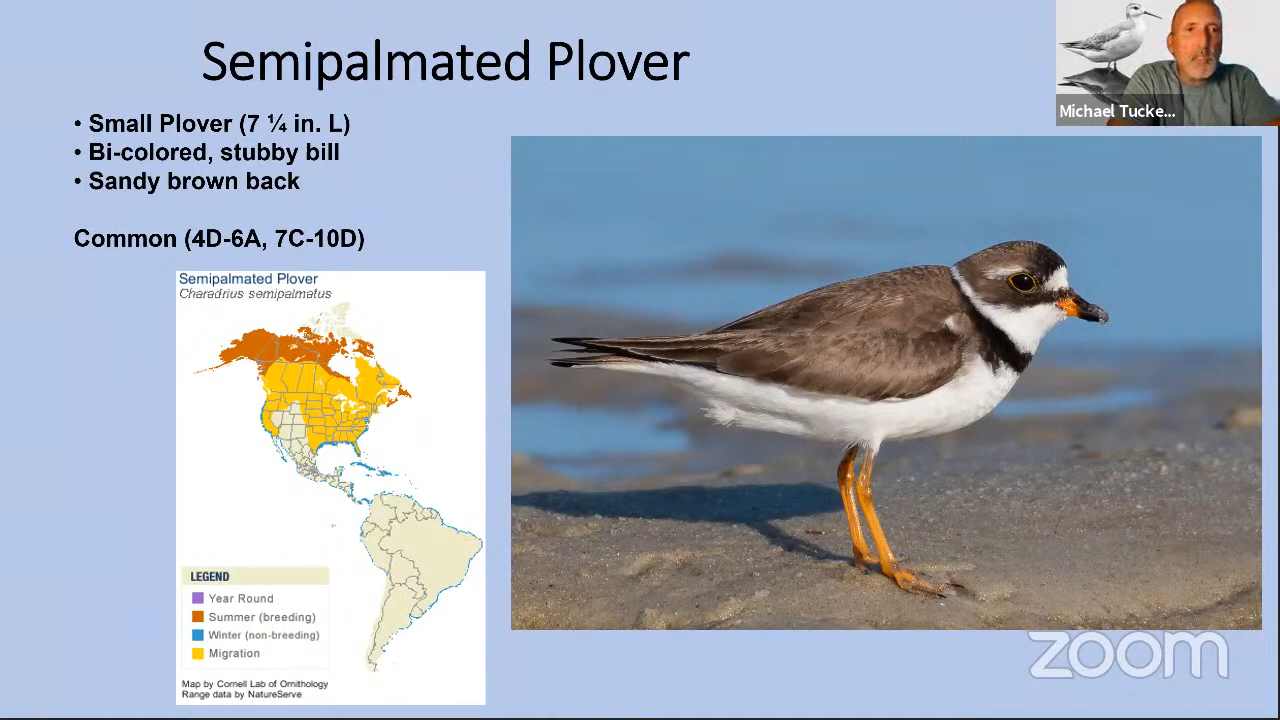 Semipalmated Plover
Michael Tucke...
• Small Plover (7 ¼ in. L)
• Bi-colored, stubby bill
• Sandy brown back
Common (4D-6A, 7C-10D)
Semipalmated Plover
Charadrius semipalmatus
LEGEND
Year Round
Summer (breeding)
Winter (non-breeding)
Migration
Map by Cornell Lab of Ornithology
Range data by NatureServe
zoom